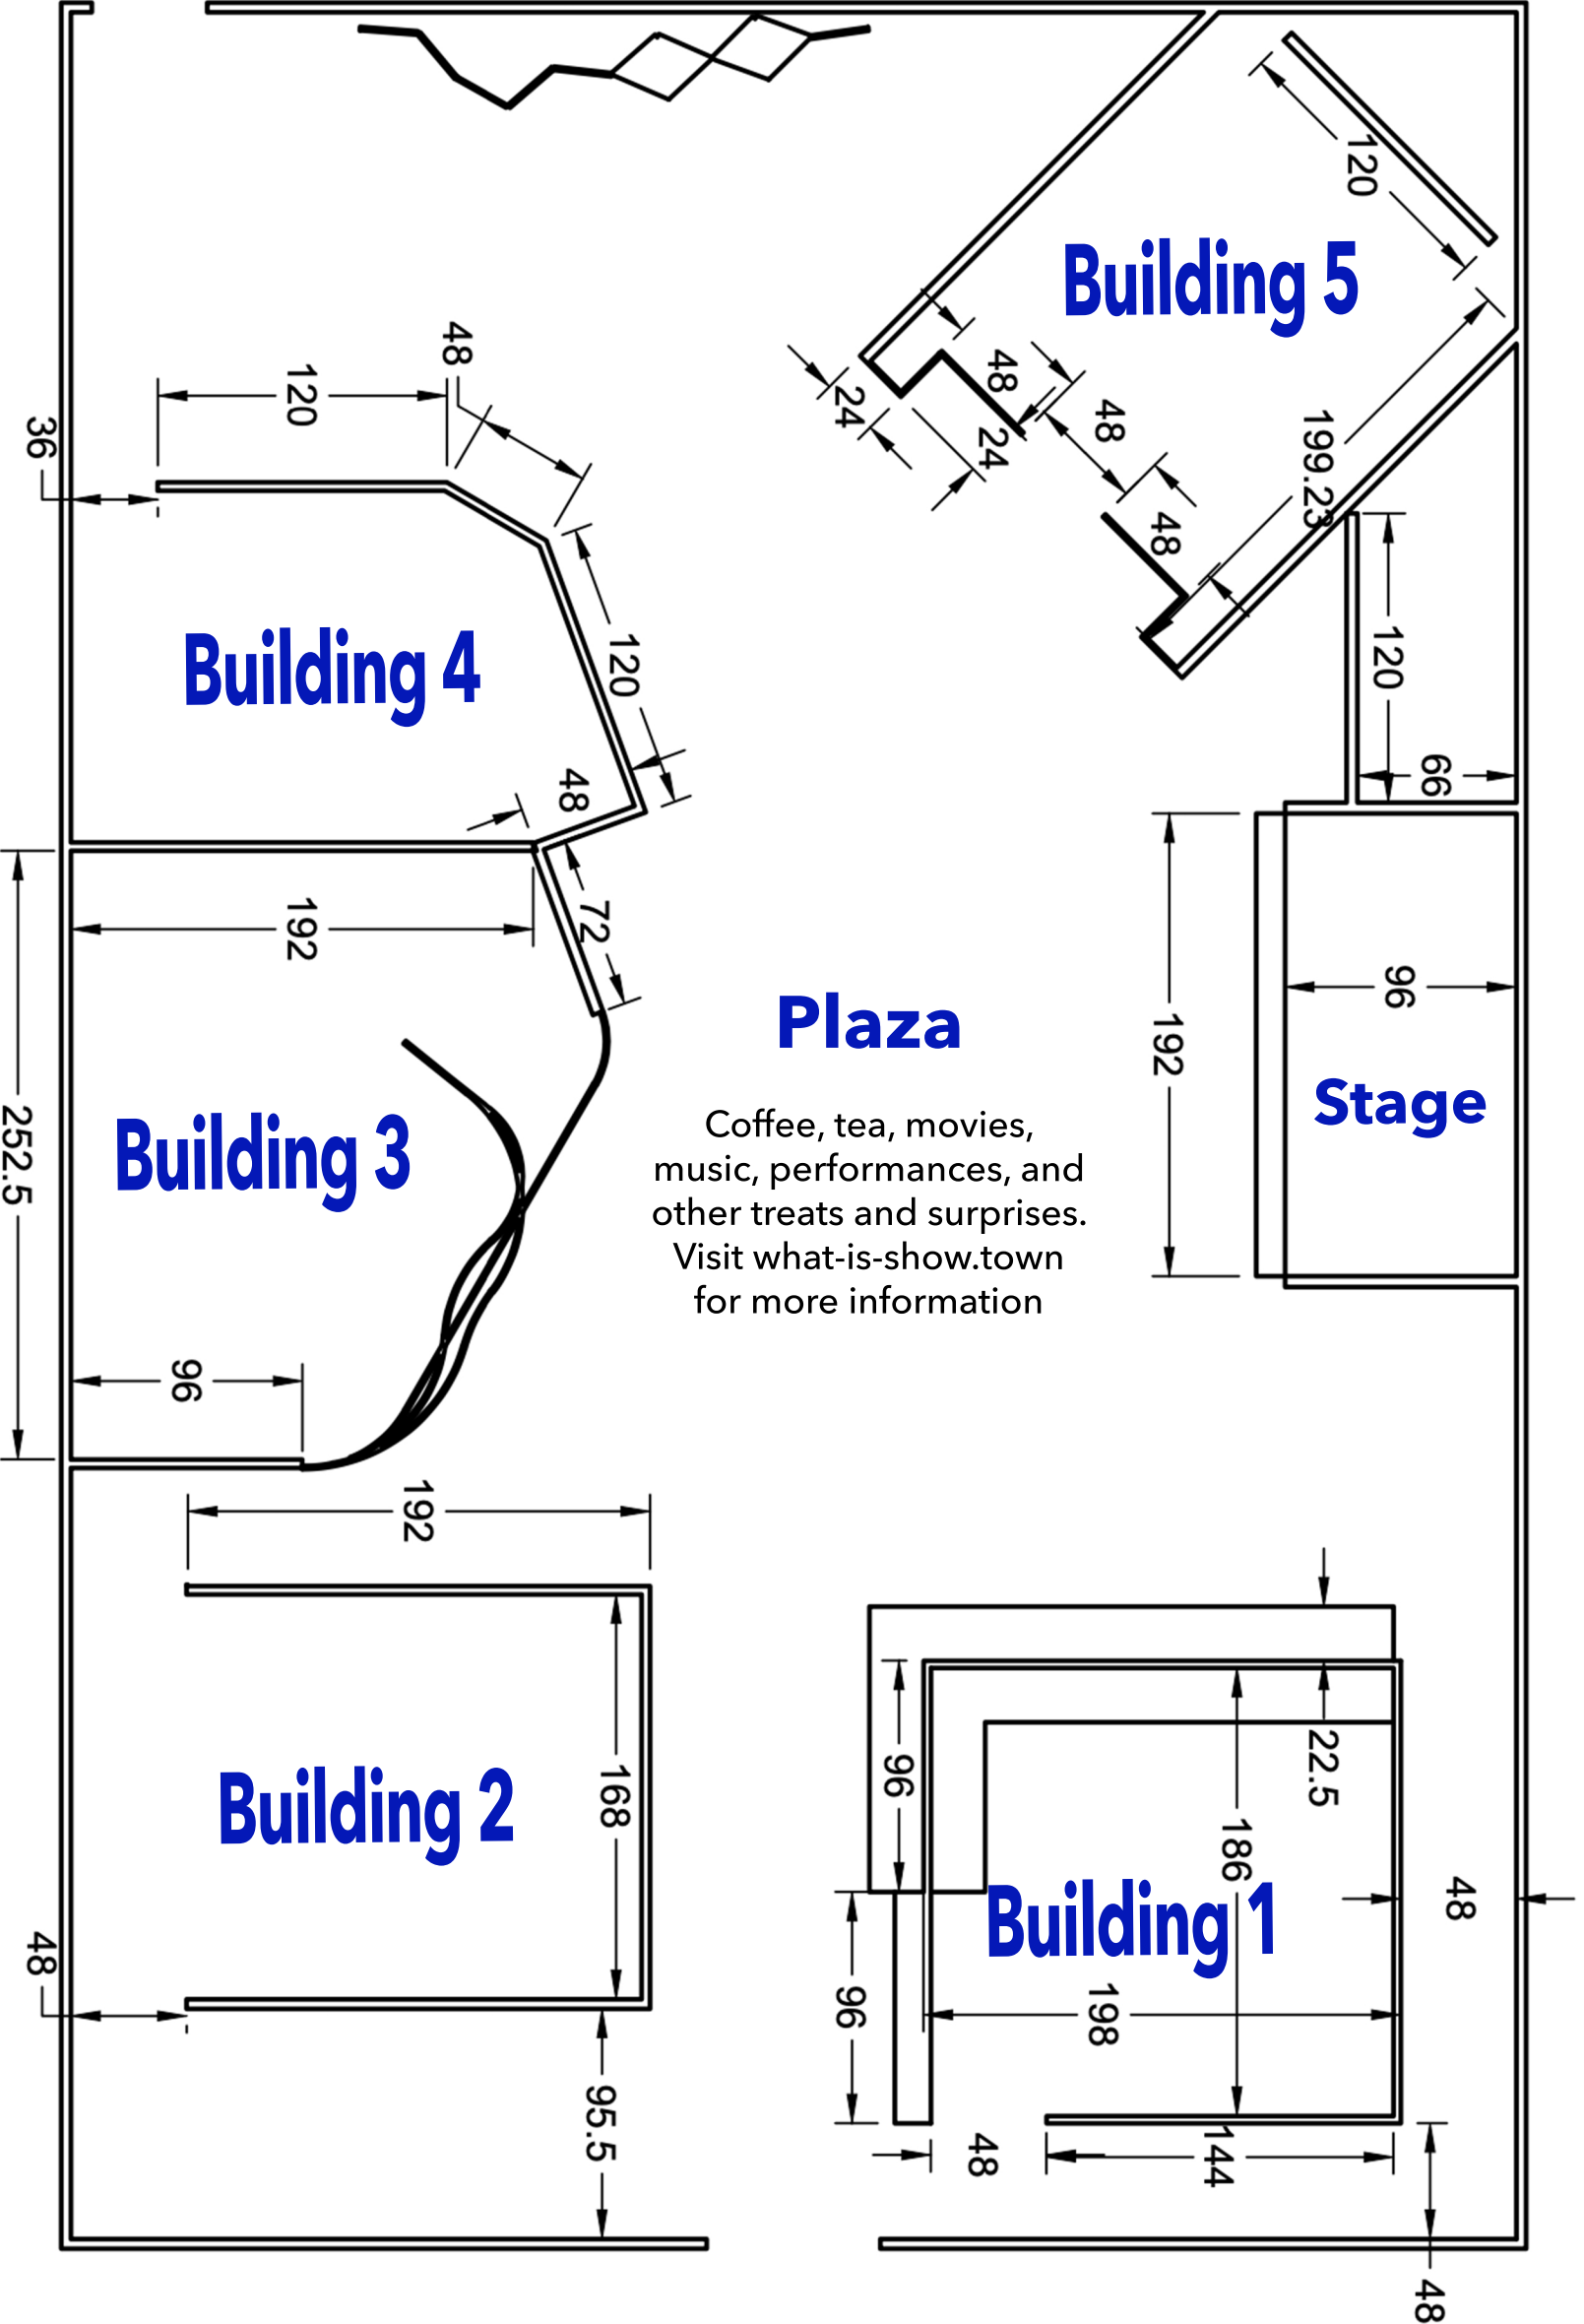 120
Building 5
48
120
48
24
48
36
24
199.23
48
48
Building 4
120
120
66
48
192
72
Plaza
96
192
Stage
252.5
Building 3
Coffee, tea, movies,
music, performances, and
other treats and surprises.
Visit what-is-show.town
for more information
96
192
Building 2
168
96
22.5
186
Building 1
48
48
96
198
95.5
48
144
48